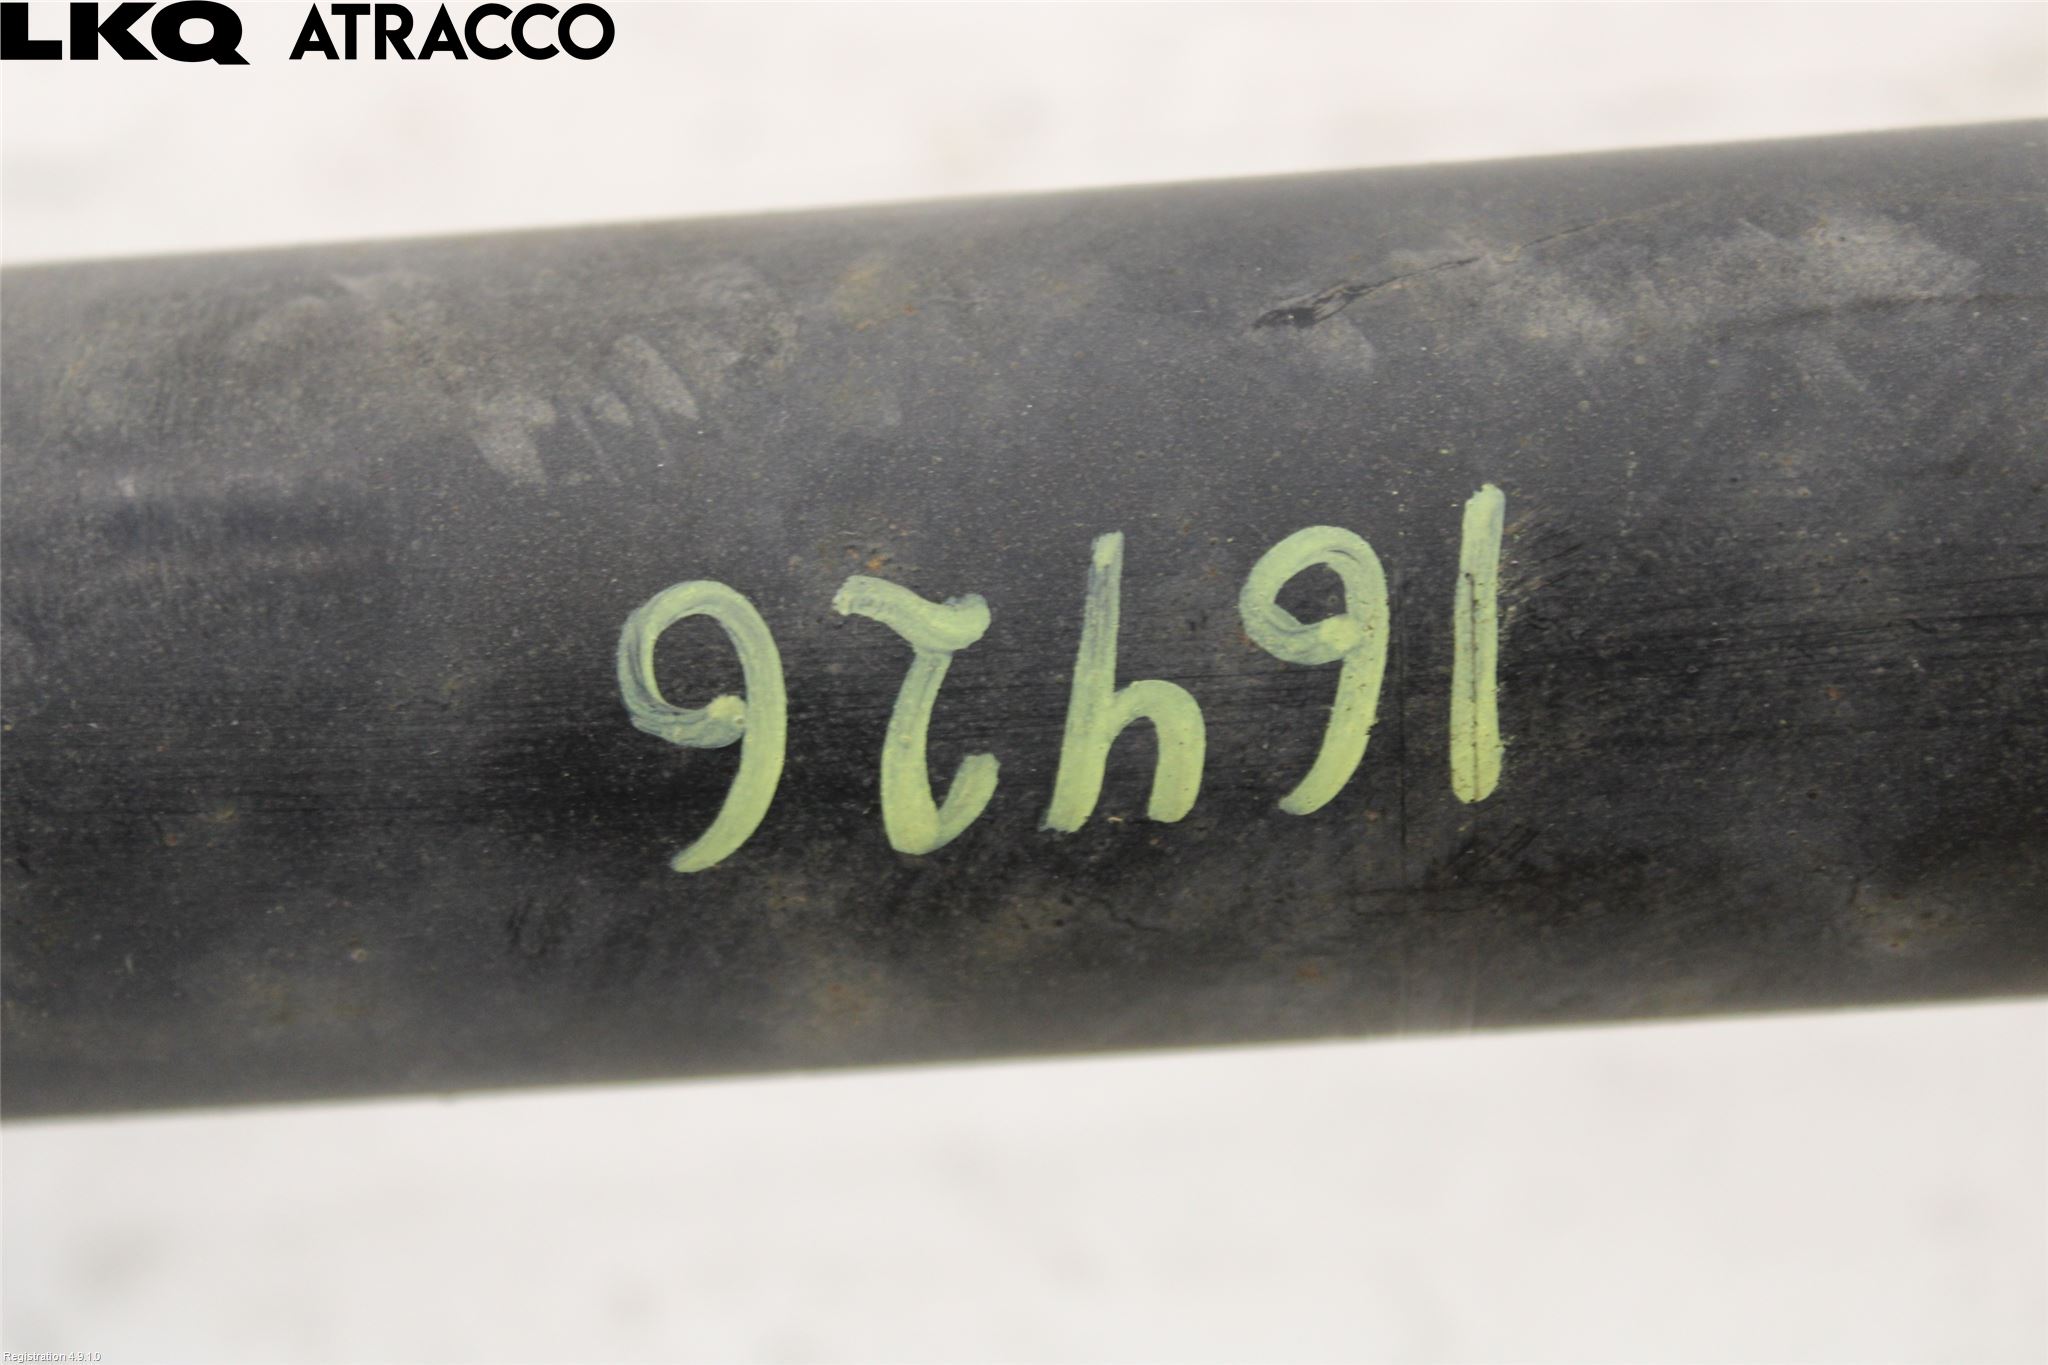 LKQ ATRACCO
16426
Registration 4.9.1.0